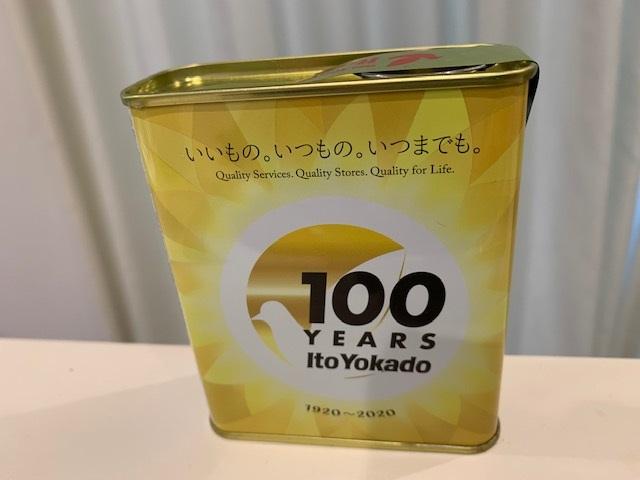 いいもの。いつもの。いつまでも。
Quality Services. Quality Stores. Quality for Life.
100
YEARS
ItoYokado
1920～2020